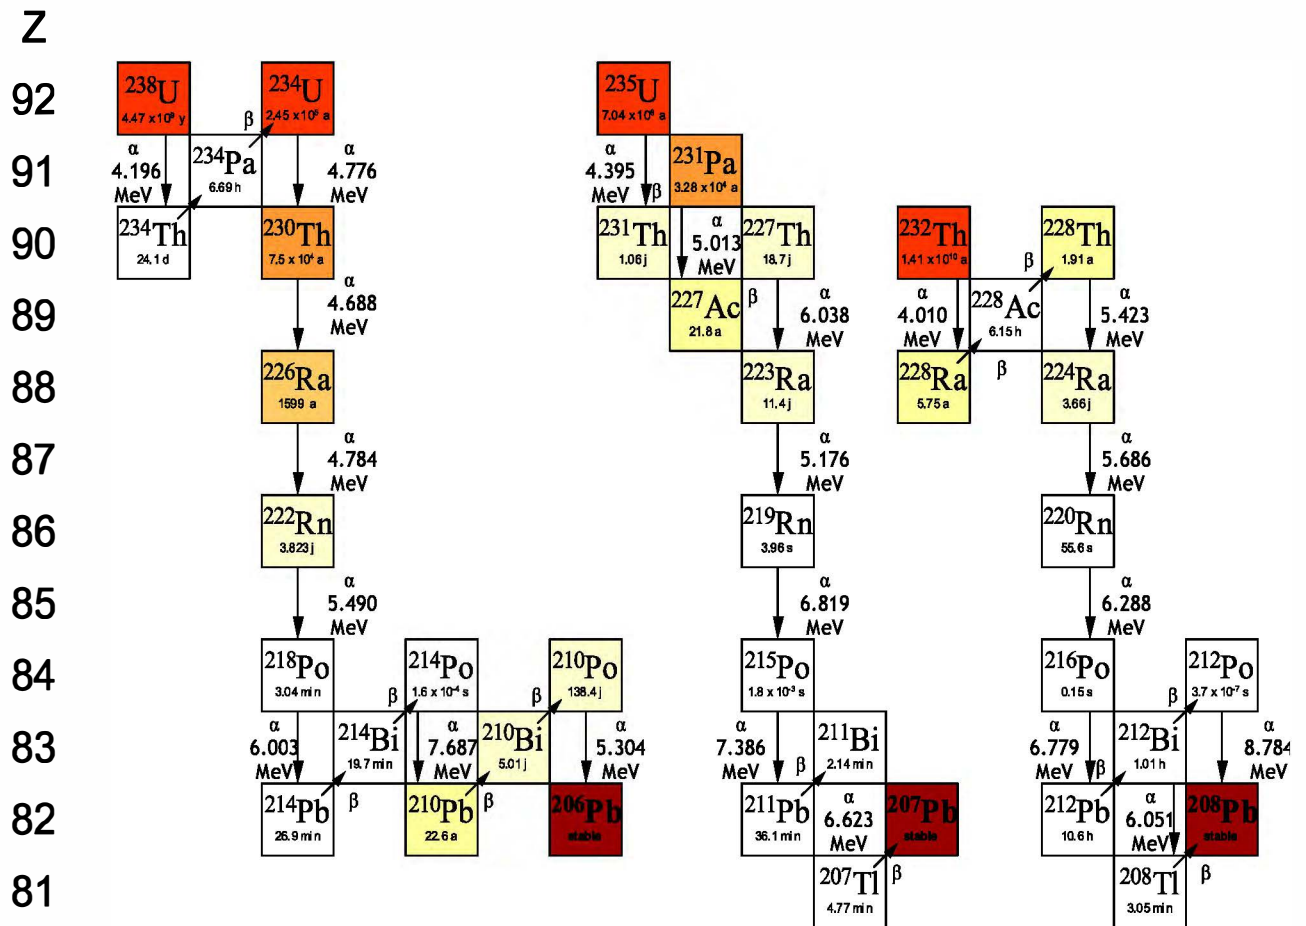 Z
92
91
90
89
88
87
86
85
84
83
82
81
238U
4.47 x10⁹ y
α
4.196
MeV
234Th
24.1 d
β
234Pa
6.69 h
234U
2.45 x10⁵ a
α
4.776
MeV
230Th
7.5 x 10⁴ a
α
4.688
MeV
226Ra
1599 a
α
4.784
MeV
222Rn
3.823 j
α
5.490
MeV
218Po
3.04 min
α
6.003
MeV
214Pb
26.9 min
β
214Bi
19.7 min
β
214Po
1.6 x 10⁻⁴ s
α
7.687
MeV
210Pb
22.6 a
β
210Bi
5.01 j
β
210Po
138.4 j
α
5.304
MeV
206Pb
stable
235U
α
4.395
MeV
231Th
1.06 j
β
231Pa
3.28 x 10⁴ a
α
5.013
MeV
227Ac
21.8 a
β
227Th
18.7 j
α
6.038
MeV
223Ra
11.4 j
α
5.176
MeV
219Rn
3.96 s
α
6.819
MeV
215Po
1.8 x 10⁻³ s
α
7.386
MeV
211Pb
36.1 min
β
211Bi
2.14 min
α
6.623
MeV
207Tl
4.77 min
β
207Pb
stable
232Th
1.41 x 10¹⁰ a
α
4.010
MeV
228Ra
5.75 a
β
228Ac
6.15 h
β
228Th
1.91 a
α
5.423
MeV
224Ra
3.66 j
α
5.686
MeV
220Rn
55.6 s
α
6.288
MeV
216Po
0.15 s
α
6.779
MeV
212Pb
10.6 h
β
212Bi
1.01 h
β
212Po
3.7 x 10⁻⁷ s
α
8.784
MeV
α
6.051
MeV
208Tl
3.05 min
β
208Pb
stable